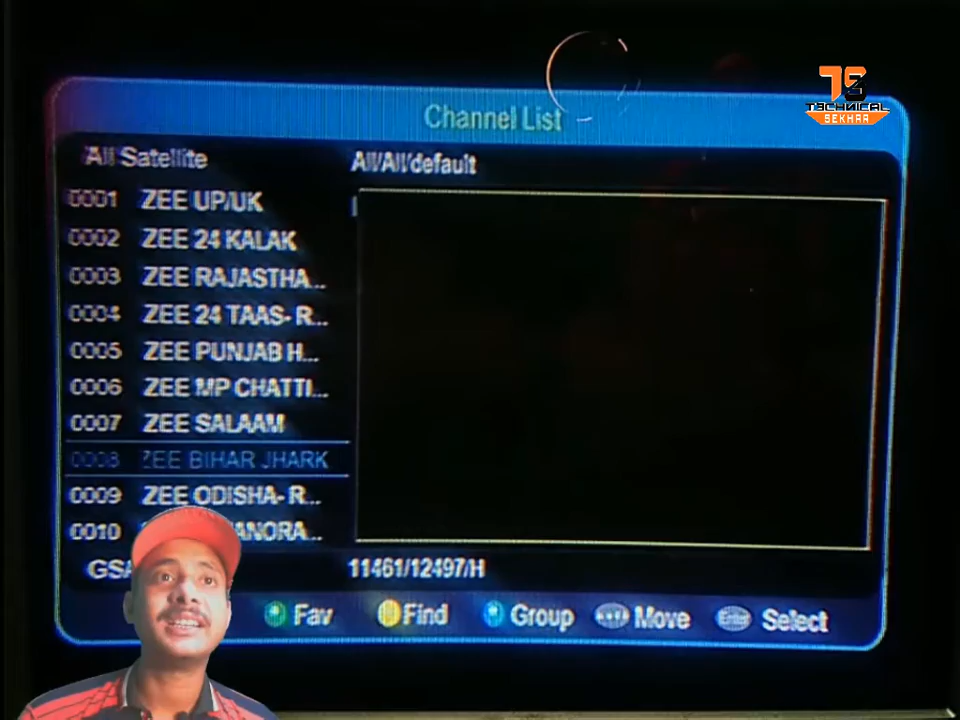 TS
TECHNICAL
SEKHAR
Channel List
All Satellite
All/All/default
0001 ZEE UP/UK
0002 ZEE 24 KALAK
0003 ZEE RAJASTHA...
0004 ZEE 24 TAAS- R...
0005 ZEE PUNJAB H...
0006 ZEE MP CHATTI...
0007 ZEE SALAAM
0008 ZEE BIHAR JHARK
0009 ZEE ODISHA- R...
0010
11461/12497/H
Fav Find Group Move Enter Select